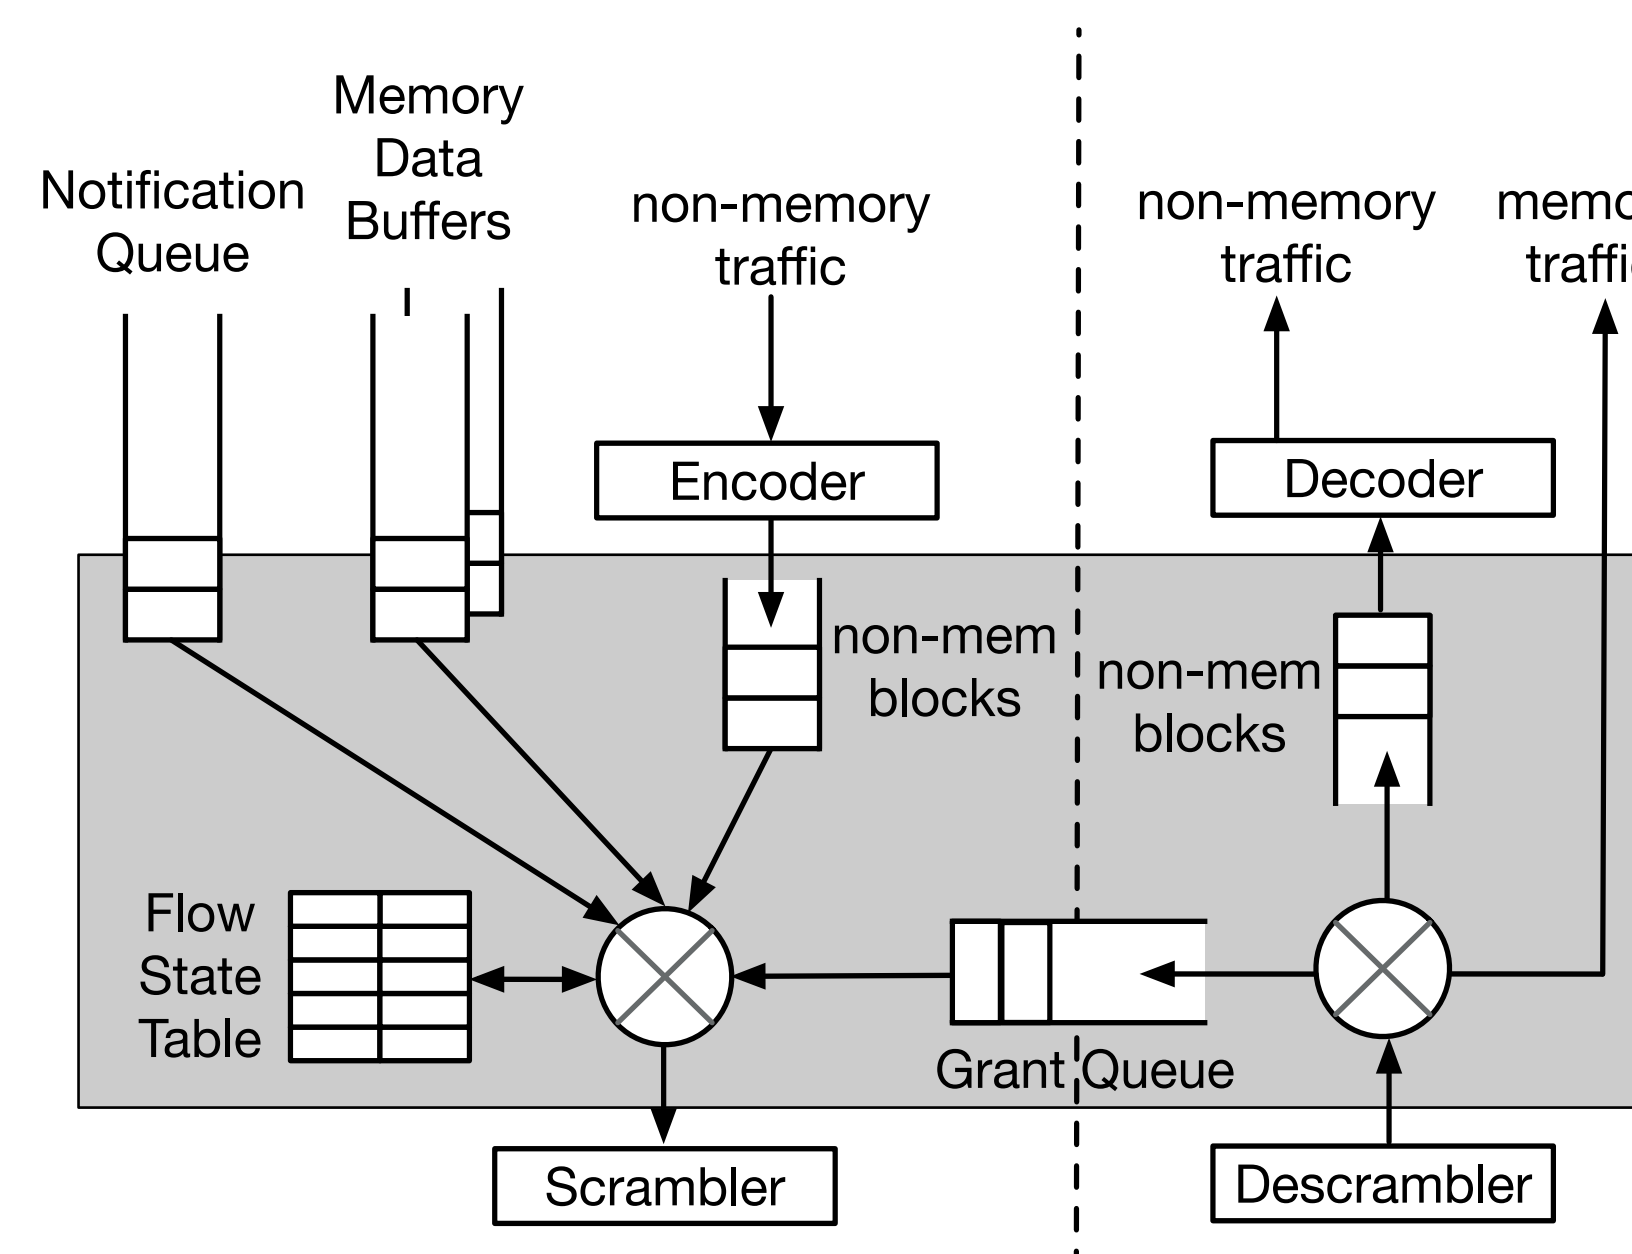 Memory
Data
Buffers
Notification
Queue
non-memory
traffic
non-memory
traffic
Encoder
Decoder
non-mem
blocks
non-mem
blocks
Flow
State
Table
Grant Queue
Scrambler
Descrambler